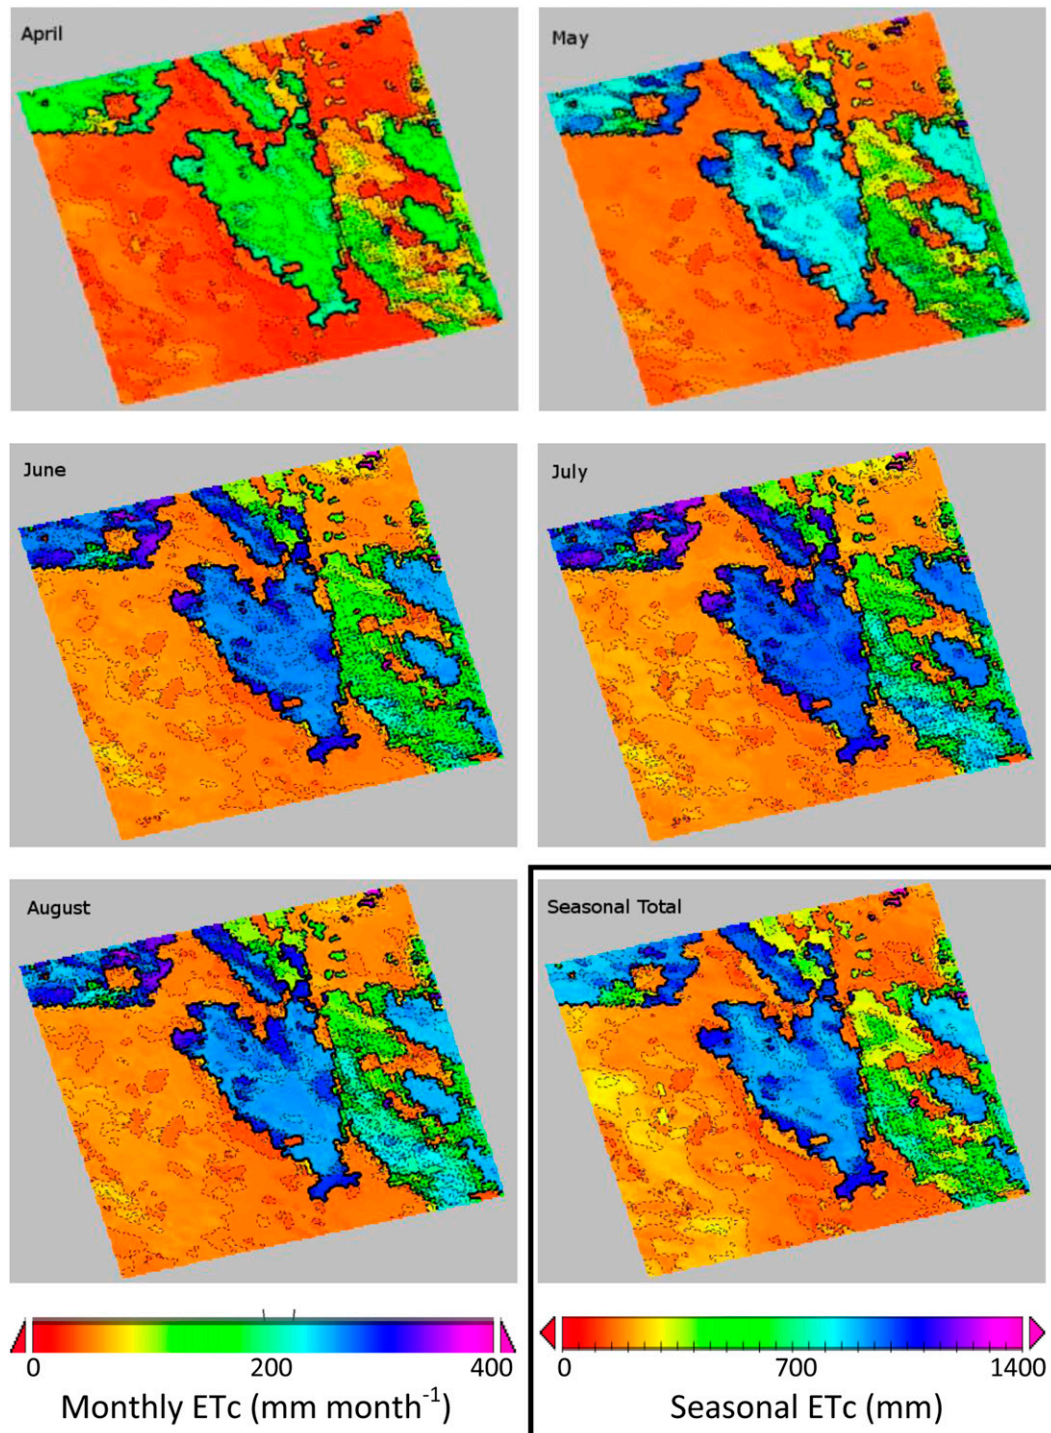 April
May
June
July
August
Seasonal Total
0 200 400
Monthly ETc (mm month⁻¹)
0 700 1400
Seasonal ETc (mm)